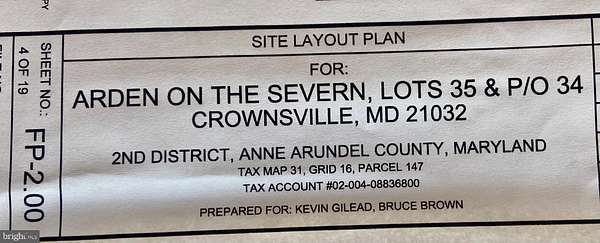 SITE LAYOUT PLAN
FOR:
ARDEN ON THE SEVERN, LOTS 35 & P/O 34
CROWNSVILLE, MD 21032
2ND DISTRICT, ANNE ARUNDEL COUNTY, MARYLAND
TAX MAP 31, GRID 16, PARCEL 147
TAX ACCOUNT #02-004-08836800
PREPARED FOR: KEVIN GILEAD, BRUCE BROWN
SHEET NO.: FP-2.00
4 OF 19
bright MLS